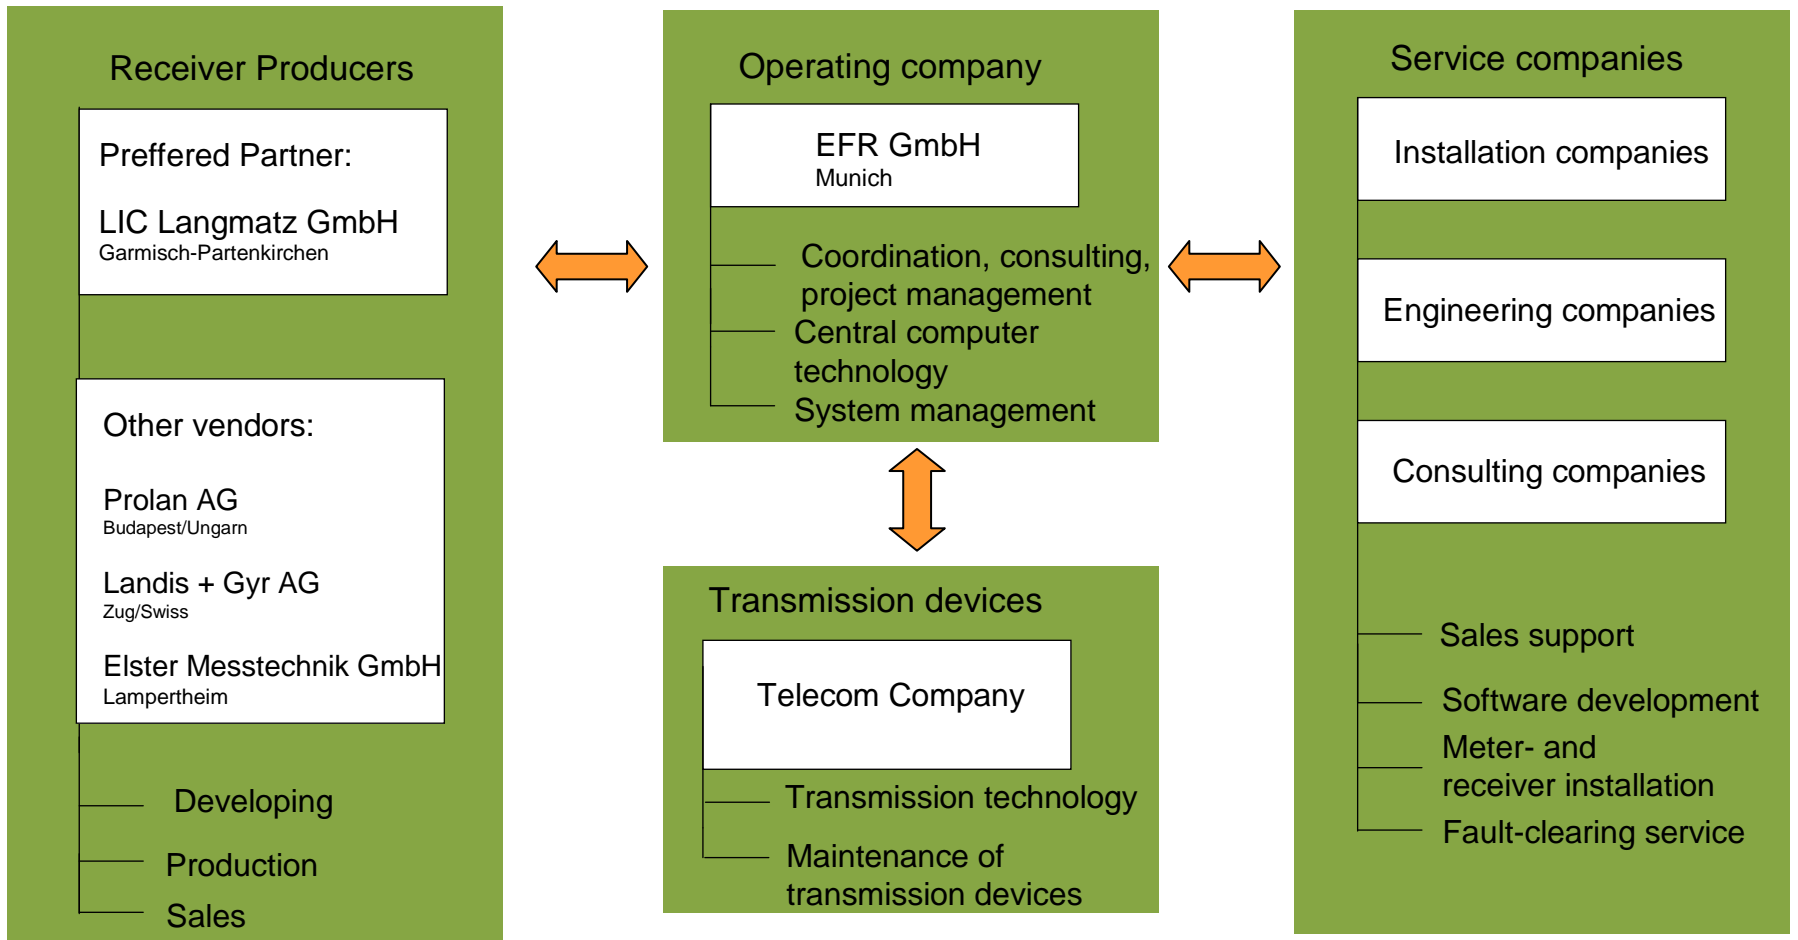 Receiver Producers
Preffered Partner:
LIC Langmatz GmbH
Garmisch-Partenkirchen
Other vendors:
Prolan AG
Budapest/Ungarn
Landis + Gyr AG
Zug/Swiss
Elster Messtechnik GmbH
Lampertheim
Developing
Production
Sales
Operating company
EFR GmbH
Munich
Coordination, consulting,
project management
Central computer
technology
System management
Transmission devices
Telecom Company
Transmission technology
Maintenance of
transmission devices
Service companies
Installation companies
Engineering companies
Consulting companies
Sales support
Software development
Meter- and
receiver installation
Fault-clearing service